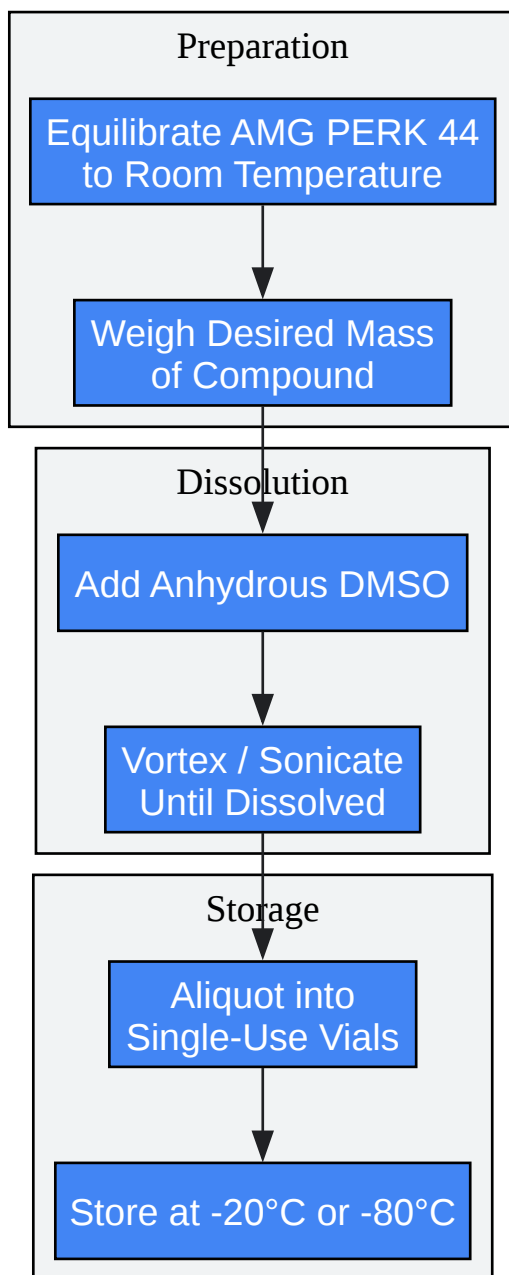 Preparation
Equilibrate AMG PERK 44
to Room Temperature
Weigh Desired Mass
of Compound
Dissolution
Add Anhydrous DMSO
Vortex / Sonicate
Until Dissolved
Storage
Aliquot into
Single-Use Vials
Store at -20°C or -80°C